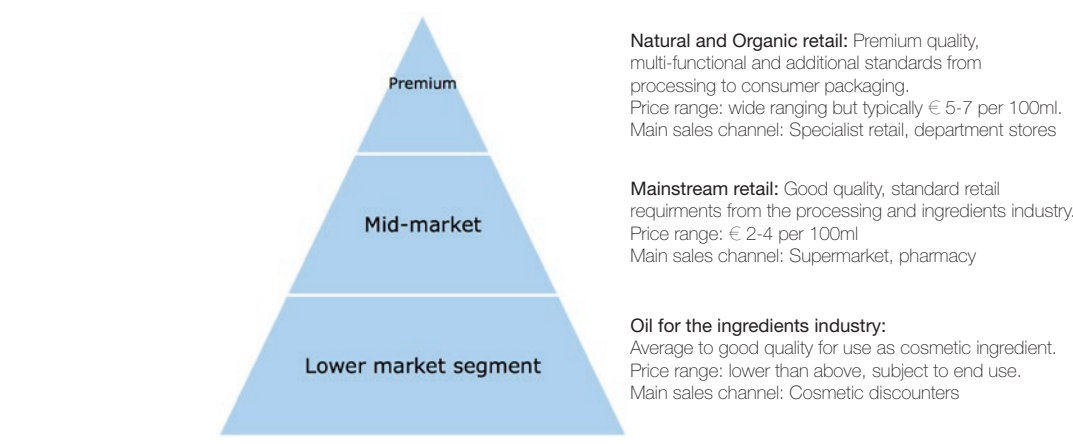 Premium
Natural and Organic retail: Premium quality,
multi-functional and additional standards from
processing to consumer packaging.
Price range: wide ranging but typically € 5-7 per 100ml.
Main sales channel: Specialist retail, department stores
Mid-market
Mainstream retail: Good quality, standard retail
requirments from the processing and ingredients industry.
Price range: € 2-4 per 100ml
Main sales channel: Supermarket, pharmacy
Lower market segment
Oil for the ingredients industry:
Average to good quality for use as cosmetic ingredient.
Price range: lower than above, subject to end use.
Main sales channel: Cosmetic discounters